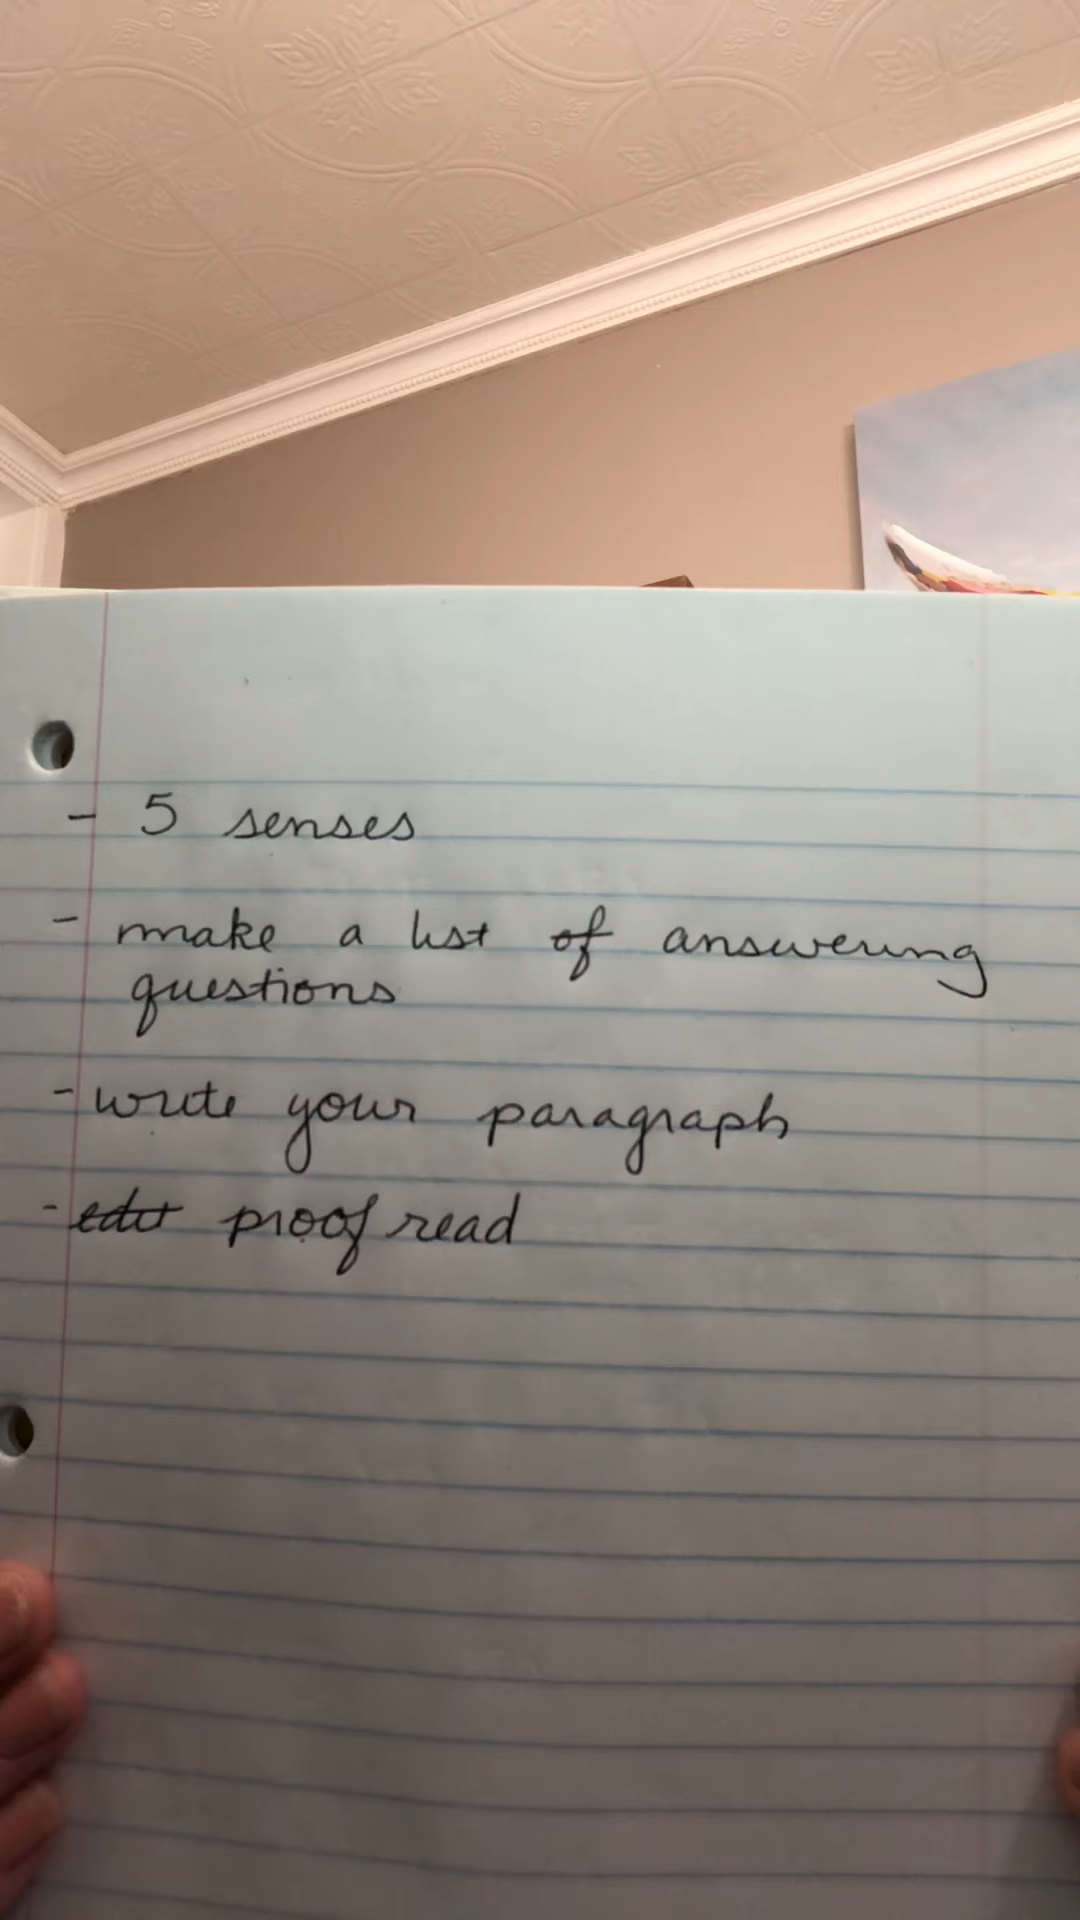 - 5 senses
- make a list of answering
questions
- write your paragraph
- edit proof read